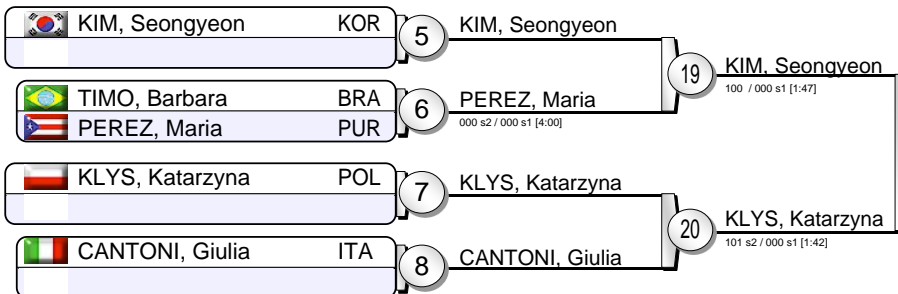 KIM, Seongyeon KOR
5
KIM, Seongyeon
19
KIM, Seongyeon
100 / 000 s1 [1:47]
TIMO, Barbara BRA
PEREZ, Maria PUR
6
PEREZ, Maria
000 s2 / 000 s1 [4:00]
KLYS, Katarzyna POL
7
KLYS, Katarzyna
20
KLYS, Katarzyna
101 s2 / 000 s1 [1:42]
CANTONI, Giulia ITA
8
CANTONI, Giulia